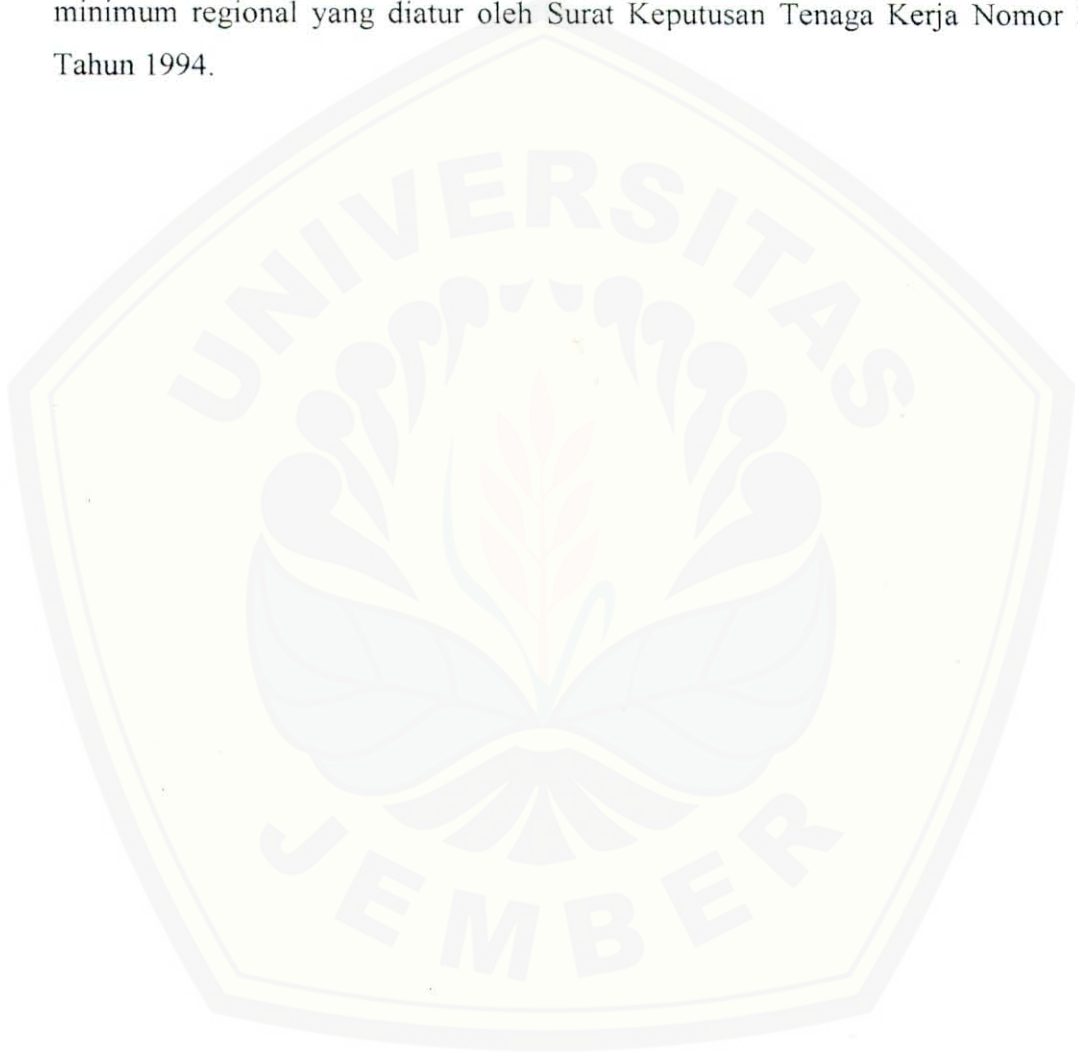 minimum regional yang diatur oleh Surat Keputusan Tenaga Kerja Nomor
Tahun 1994.
UNIVERSITAS
JEMBER